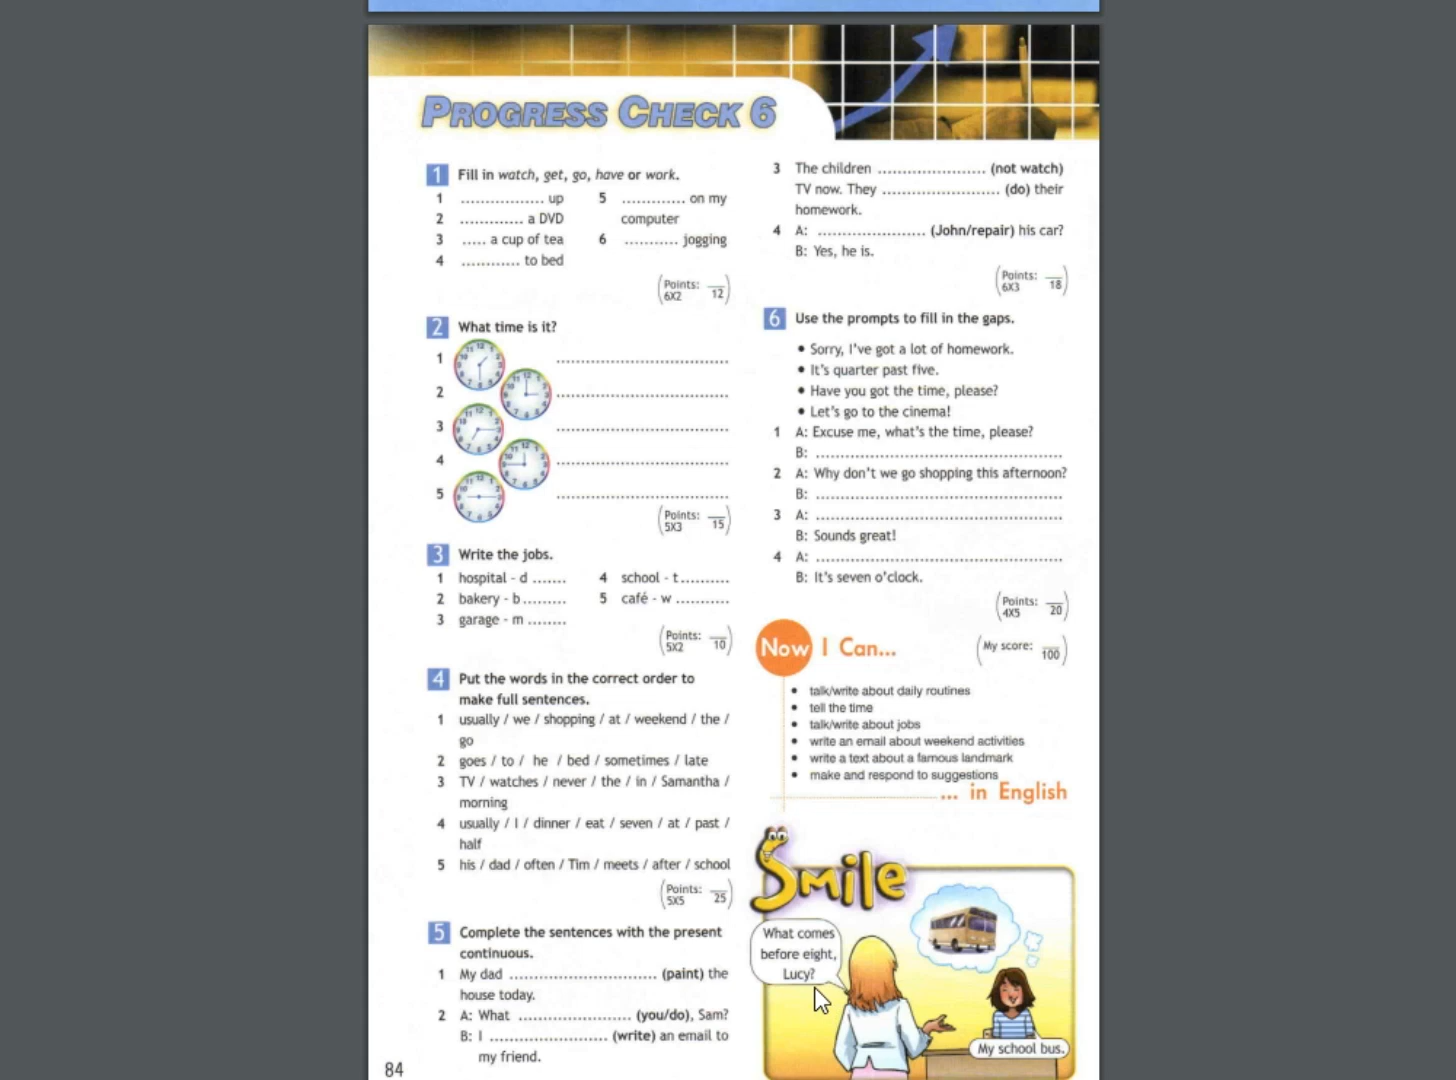 PROGRESS CHECK 6
1 Fill in watch, get, go, have or work.
1 .................. up
2 ............. a DVD
3 ..... a cup of tea
4 ............ to bed
5 ............. on my
computer
6 ........... jogging
(Points: __
6X2 12)
2 What time is it?
1 .....................................
2 .....................................
3 .....................................
4 .....................................
5 .....................................
(Points: __
5X3 15)
3 Write the jobs.
1 hospital - d .......
2 bakery - b.........
3 garage - m ........
4 school - t..........
5 café - w ...........
(Points: __
5X2 10)
4 Put the words in the correct order to
make full sentences.
1 usually / we / shopping / at / weekend / the /
go
2 goes / to / he / bed / sometimes / late
3 TV / watches / never / the / in / Samantha /
morning
4 usually / I / dinner / eat / seven / at / past /
half
5 his / dad / often / Tim / meets / after / school
(Points: __
5X5 25)
5 Complete the sentences with the present
continuous.
1 My dad ................................ (paint) the
house today.
2 A: What ........................ (you/do), Sam?
B: I ......................... (write) an email to
my friend.
84
3 The children ....................... (not watch)
TV now. They ......................... (do) their
homework.
4 A: ....................... (John/repair) his car?
B: Yes, he is.
(Points: __
6X3 18)
6 Use the prompts to fill in the gaps.
• Sorry, I've got a lot of homework.
• It's quarter past five.
• Have you got the time, please?
• Let's go to the cinema!
1 A: Excuse me, what's the time, please?
B: .....................................................
2 A: Why don't we go shopping this afternoon?
B: .....................................................
3 A: .....................................................
B: Sounds great!
4 A: .....................................................
B: It's seven o'clock.
(Points: __
4X5 20)
Now I Can...
(My score: __
100)
• talk/write about daily routines
• tell the time
• talk/write about jobs
• write an email about weekend activities
• write a text about a famous landmark
• make and respond to suggestions
... in English
Smile
What comes
before eight,
Lucy?
My school bus.